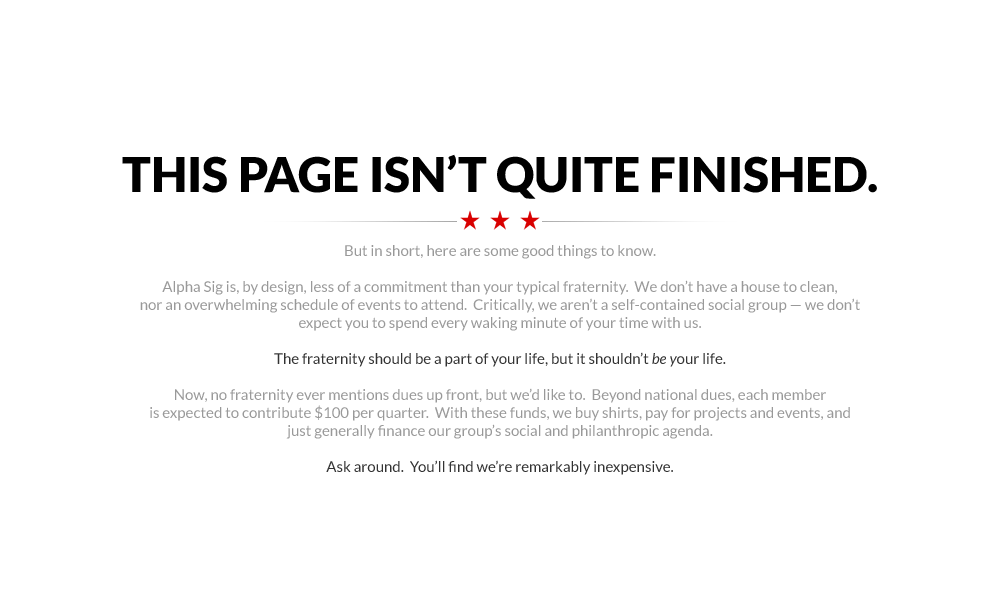 THIS PAGE ISN’T QUITE FINISHED.
But in short, here are some good things to know.
Alpha Sig is, by design, less of a commitment than your typical fraternity.  We don’t have a house to clean,
nor an overwhelming schedule of events to attend.  Critically, we aren’t a self-contained social group — we don’t
expect you to spend every waking minute of your time with us.
The fraternity should be a part of your life, but it shouldn’t be your life.
Now, no fraternity ever mentions dues up front, but we’d like to.  Beyond national dues, each member
is expected to contribute $100 per quarter.  With these funds, we buy shirts, pay for projects and events, and
just generally finance our group’s social and philanthropic agenda.
Ask around.  You’ll find we’re remarkably inexpensive.